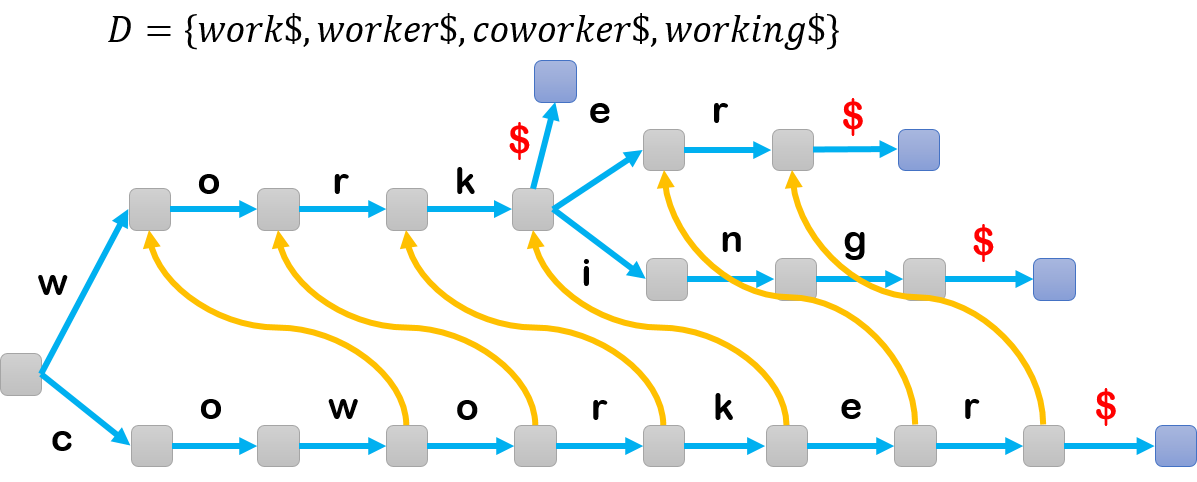 D = {work$, worker$, coworker$, working$}
e r $
$
o r k
n g $
w
i
o w o r k e r $
c